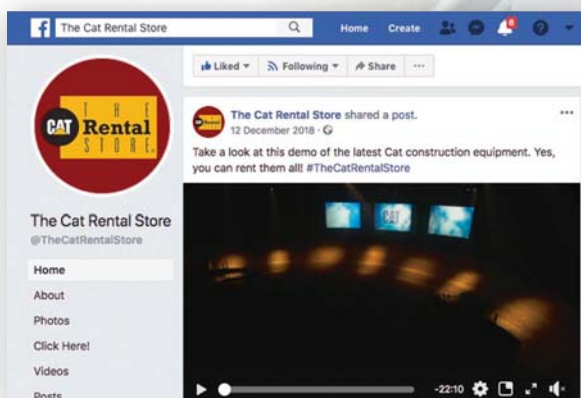 The Cat Rental Store
Home Create
8
Liked Following Share
THE
CAT Rental
STORE.
The Cat Rental Store shared a post.
12 December 2018 ·
Take a look at this demo of the latest Cat construction equipment. Yes,
you can rent them all! #TheCatRentalStore
The Cat Rental Store
@TheCatRentalStore
Home
About
Photos
Click Here!
Videos
Posts
CAT
-22:10